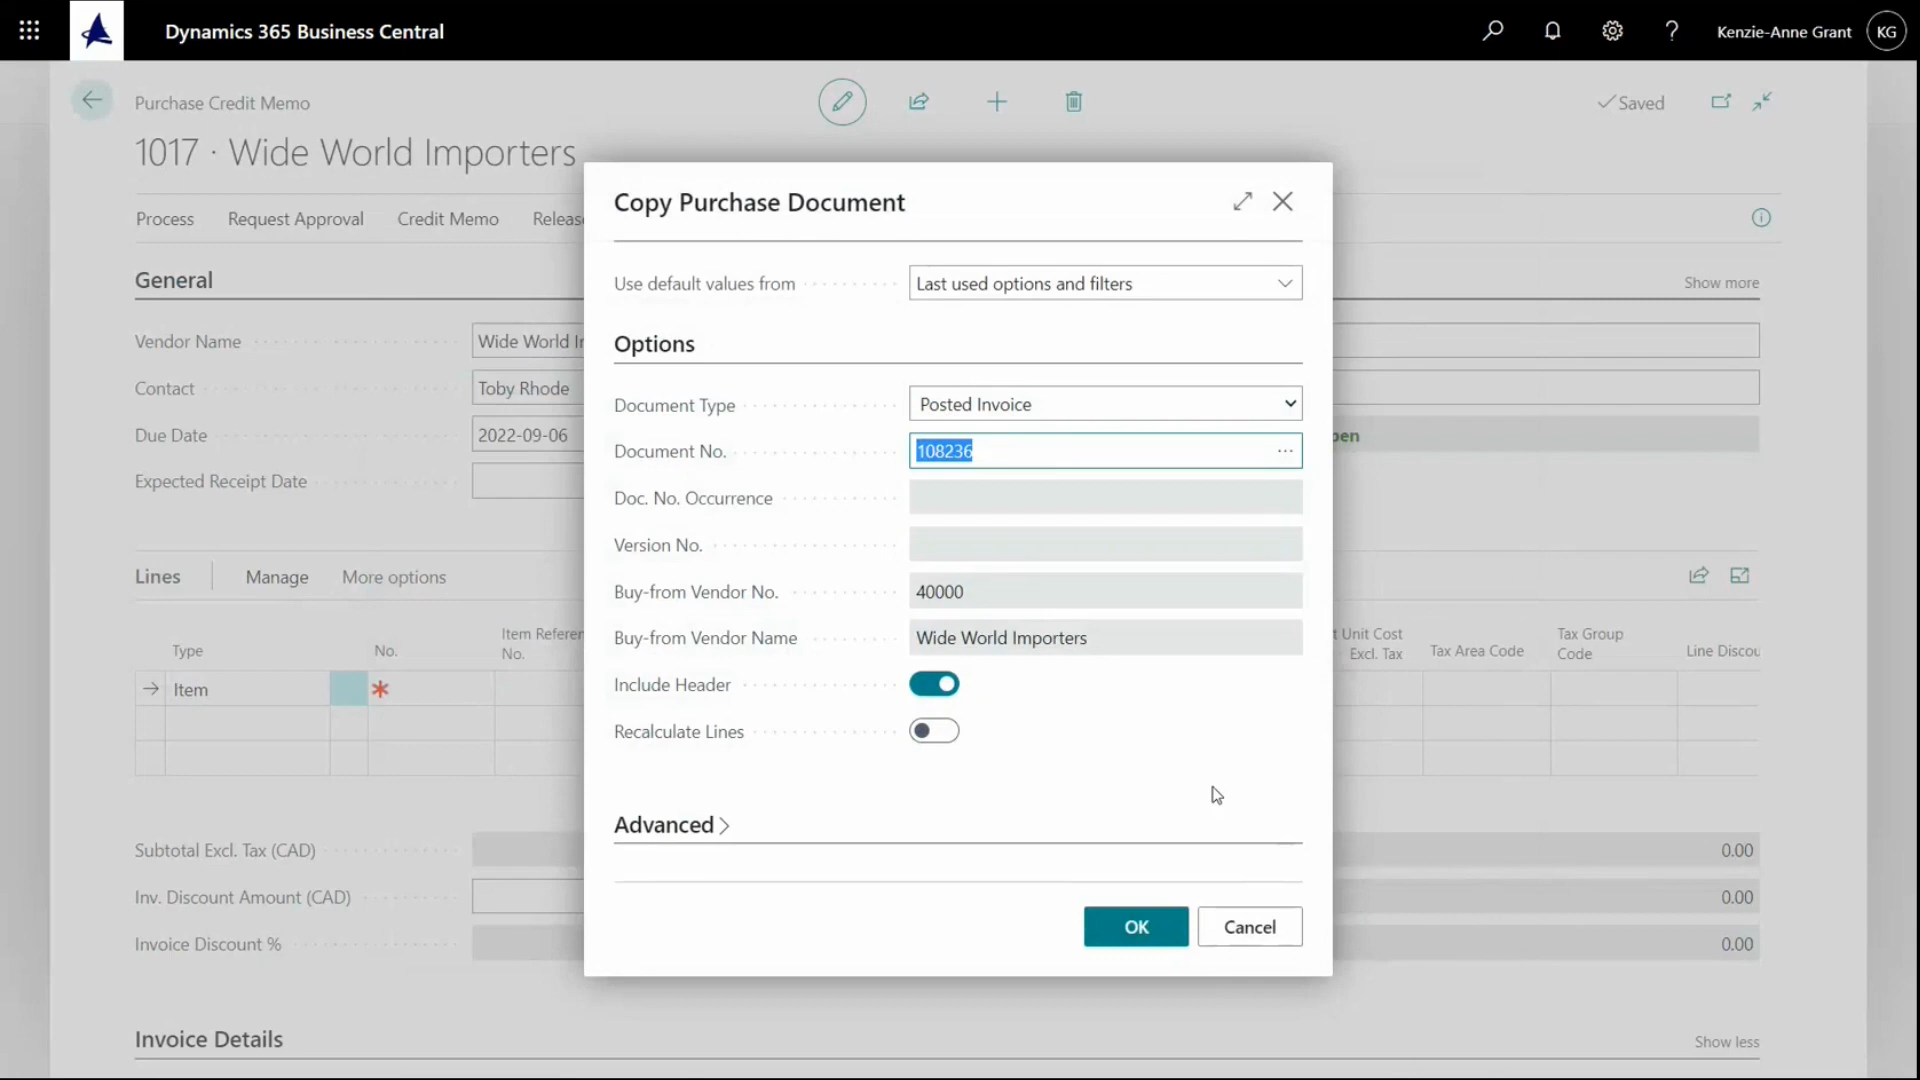 Dynamics 365 Business Central
Kenzie-Anne Grant
KG
Purchase Credit Memo
Saved
1017 · Wide World Importers
Process Request Approval Credit Memo
General
Show more
Vendor Name Wide World
Contact Toby Rhode
Due Date 2022-09-06
Expected Receipt Date
Lines Manage More options
Type No. Item
No.
Unit Cost
Excl. Tax
Tax Area Code
Tax Group
Code
Line
Item
Subtotal Excl. Tax (CAD) 0.00
Inv. Discount Amount (CAD) 0.00
Invoice Discount % 0.00
Invoice Details
Show less
Copy Purchase Document
Use default values from Last used options and filters
Options
Document Type Posted Invoice
Document No. 108236 ...
Doc. No. Occurrence
Version No.
Buy-from Vendor No. 40000
Buy-from Vendor Name Wide World Importers
Include Header
Recalculate Lines
Advanced
OK Cancel